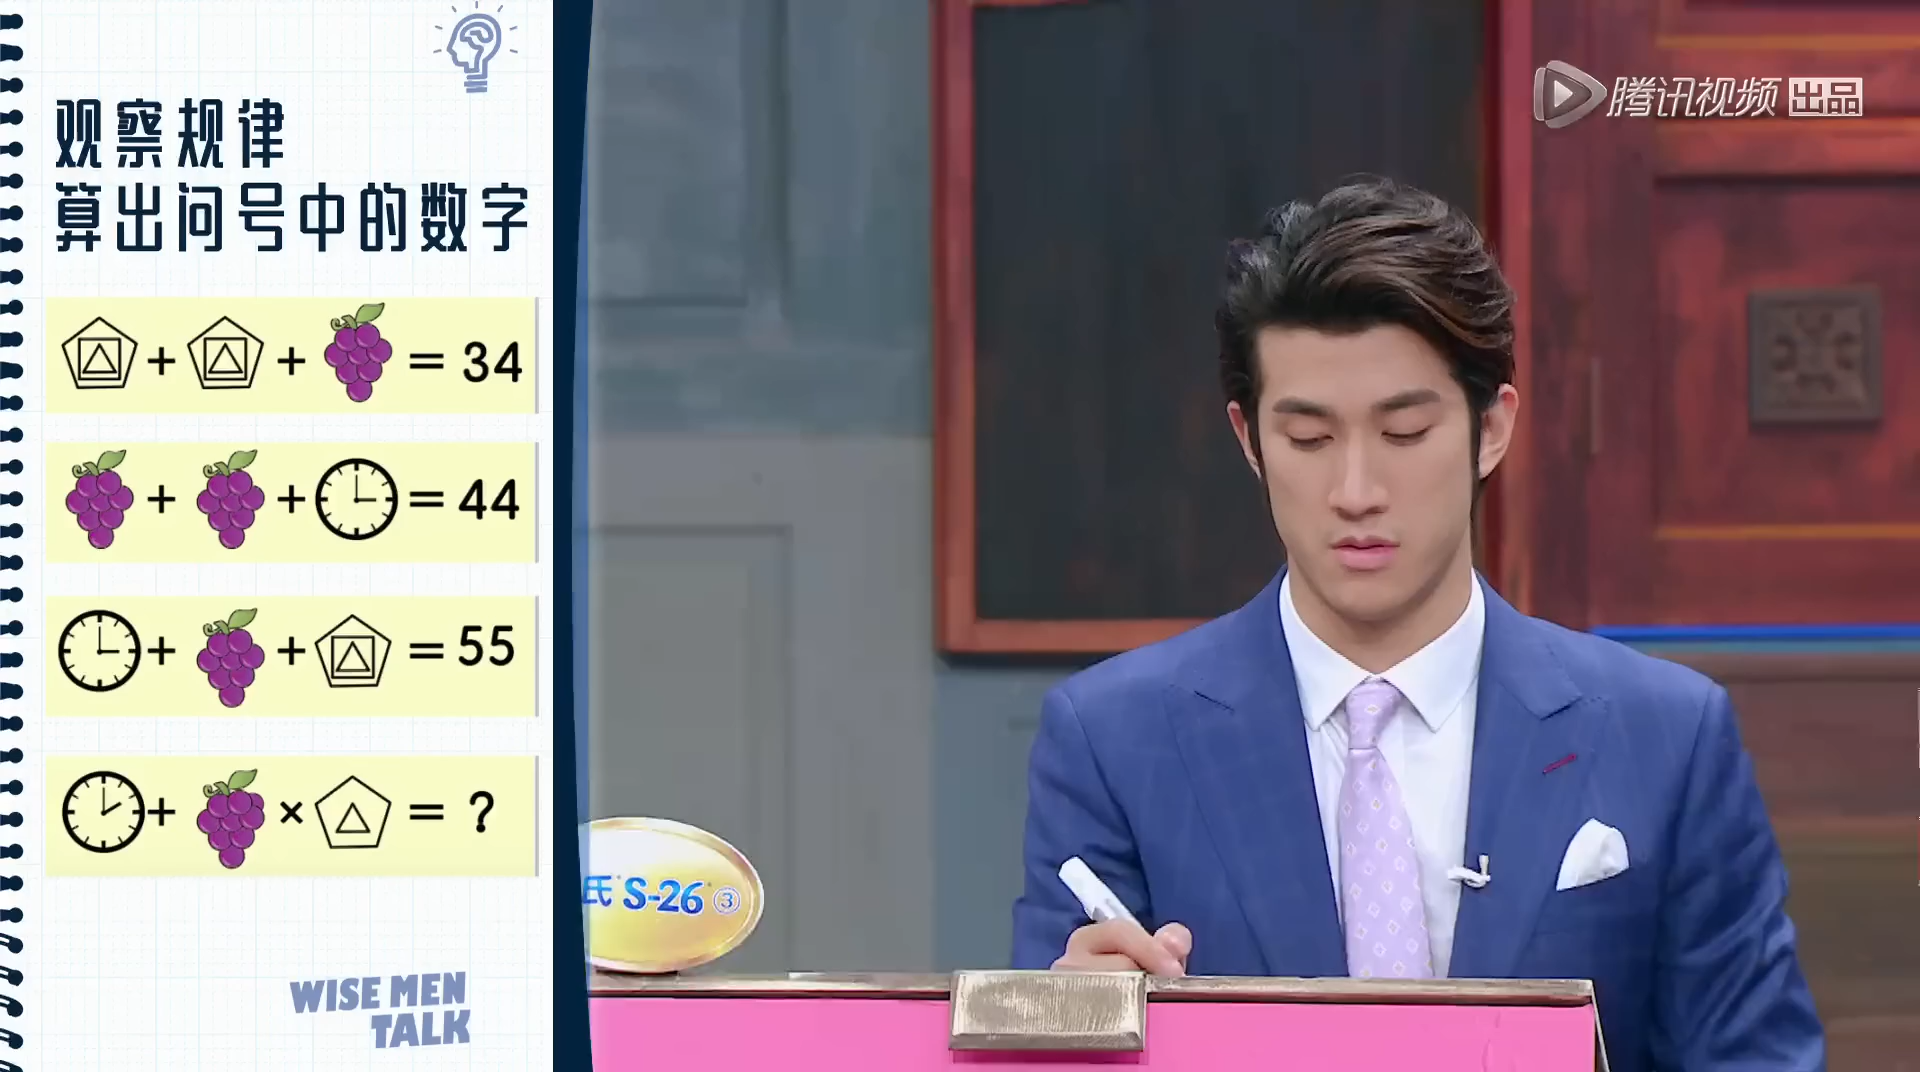 观察规律
算出问号中的数字
+ + = 34
+ + = 44
+ + = 55
+ × = ?
WISE MEN
TALK
腾讯视频 出品
氏 S-26 ③